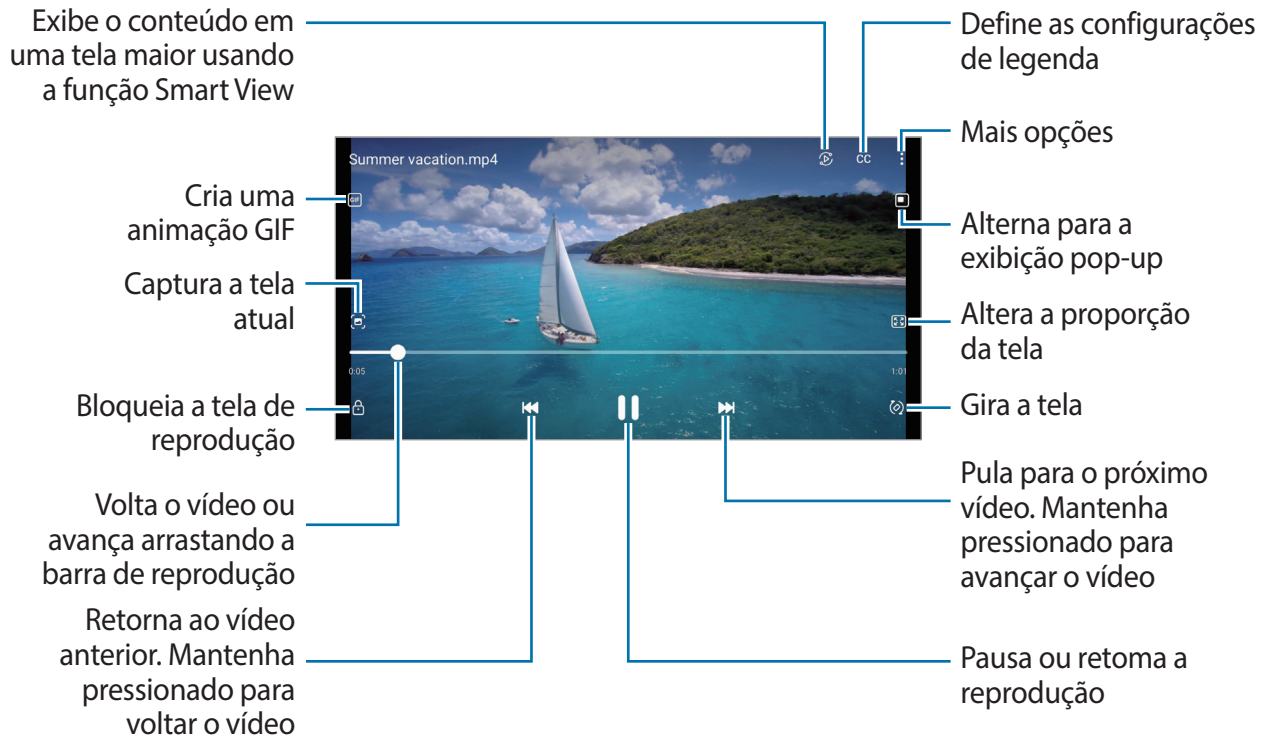 Exibe o conteúdo em
uma tela maior usando
a função Smart View
Define as configurações
de legenda
Mais opções
Summer vacation.mp4
CC
Cria uma
animação GIF
GIF
Alterna para a
exibição pop-up
Captura a tela
atual
Altera a proporção
da tela
0:05
1:01
Bloqueia a tela de
reprodução
Gira a tela
Volta o vídeo ou
avança arrastando a
barra de reprodução
Pula para o próximo
vídeo. Mantenha
pressionado para
avançar o vídeo
Retorna ao vídeo
anterior. Mantenha
pressionado para
voltar o vídeo
Pausa ou retoma a
reprodução